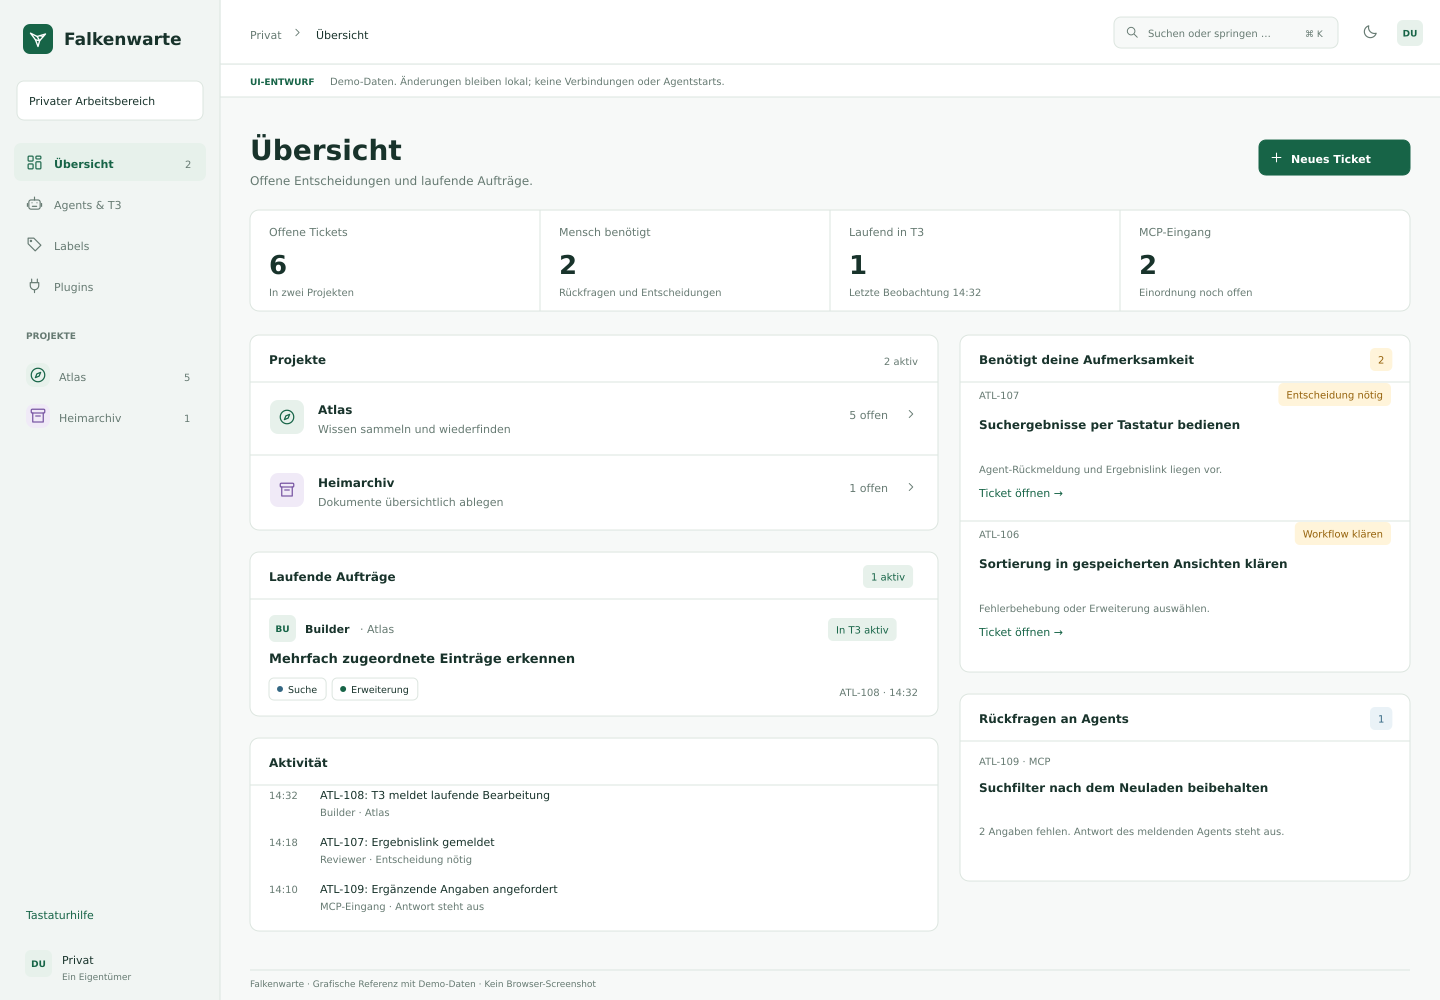 Falkenwarte
Privater Arbeitsbereich
Übersicht 2
Agents & T3
Labels
Plugins
PROJEKTE
Atlas 5
Heimarchiv 1
Tastaturhilfe
DU
Privat
Ein Eigentümer
Privat > Übersicht
Suchen oder springen ... ⌘ K
DU
UI-ENTWURF Demo-Daten. Änderungen bleiben lokal; keine Verbindungen oder Agentstarts.
Übersicht
Offene Entscheidungen und laufende Aufträge.
+ Neues Ticket
Offene Tickets
6
In zwei Projekten
Mensch benötigt
2
Rückfragen und Entscheidungen
Laufend in T3
1
Letzte Beobachtung 14:32
MCP-Eingang
2
Einordnung noch offen
Projekte 2 aktiv
Atlas
Wissen sammeln und wiederfinden
5 offen
Heimarchiv
Dokumente übersichtlich ablegen
1 offen
Laufende Aufträge 1 aktiv
BU Builder · Atlas In T3 aktiv
Mehrfach zugeordnete Einträge erkennen
Suche Erweiterung ATL-108 · 14:32
Aktivität
14:32 ATL-108: T3 meldet laufende Bearbeitung
Builder · Atlas
14:18 ATL-107: Ergebnislink gemeldet
Reviewer · Entscheidung nötig
14:10 ATL-109: Ergänzende Angaben angefordert
MCP-Eingang · Antwort steht aus
Benötigt deine Aufmerksamkeit 2
ATL-107 Entscheidung nötig
Suchergebnisse per Tastatur bedienen
Agent-Rückmeldung und Ergebnislink liegen vor.
Ticket öffnen →
ATL-106 Workflow klären
Sortierung in gespeicherten Ansichten klären
Fehlerbehebung oder Erweiterung auswählen.
Ticket öffnen →
Rückfragen an Agents 1
ATL-109 · MCP
Suchfilter nach dem Neuladen beibehalten
2 Angaben fehlen. Antwort des meldenden Agents steht aus.
Falkenwarte · Grafische Referenz mit Demo-Daten · Kein Browser-Screenshot